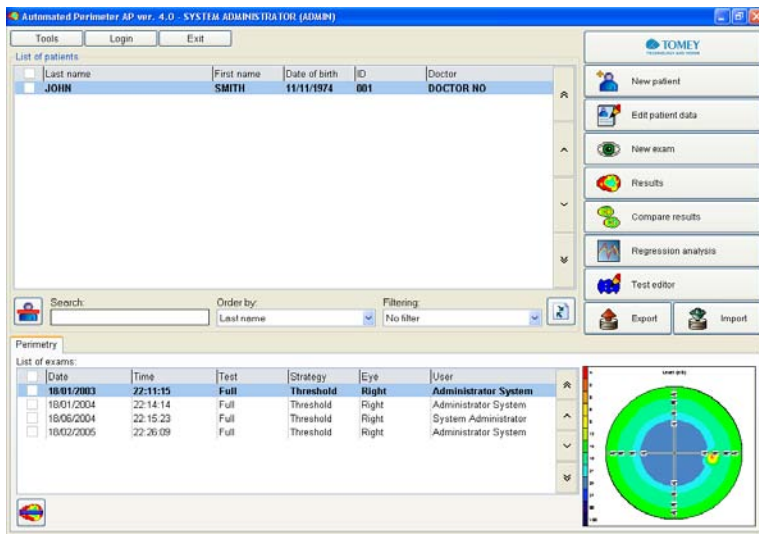 Automated Perimeter AP ver. 4.0 - SYSTEM ADMINISTRATOR (ADMIN)
Tools Login Exit
TOMEY
List of patients
Last name First name Date of birth ID Doctor
JOHN SMITH 11/11/1974 001 DOCTOR NO
New patient
Edit patient data
New exam
Results
Compare results
Regression analysis
Test editor
Export Import
Search: Order by: Filtering:
Last name No filter
Perimetry
List of exams:
Date Time Test Strategy Eye User
18/01/2003 22:11:15 Full Threshold Right Administrator System
18/01/2004 22:14:14 Full Threshold Right Administrator System
18/06/2004 22:15:23 Full Threshold Right System Administrator
18/02/2005 22:26:09 Full Threshold Right Administrator System